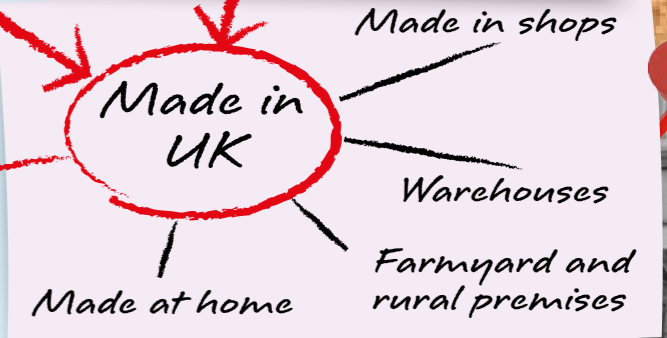 Made in shops
Made in
UK
Warehouses
Farmyard and
rural premises
Made at home